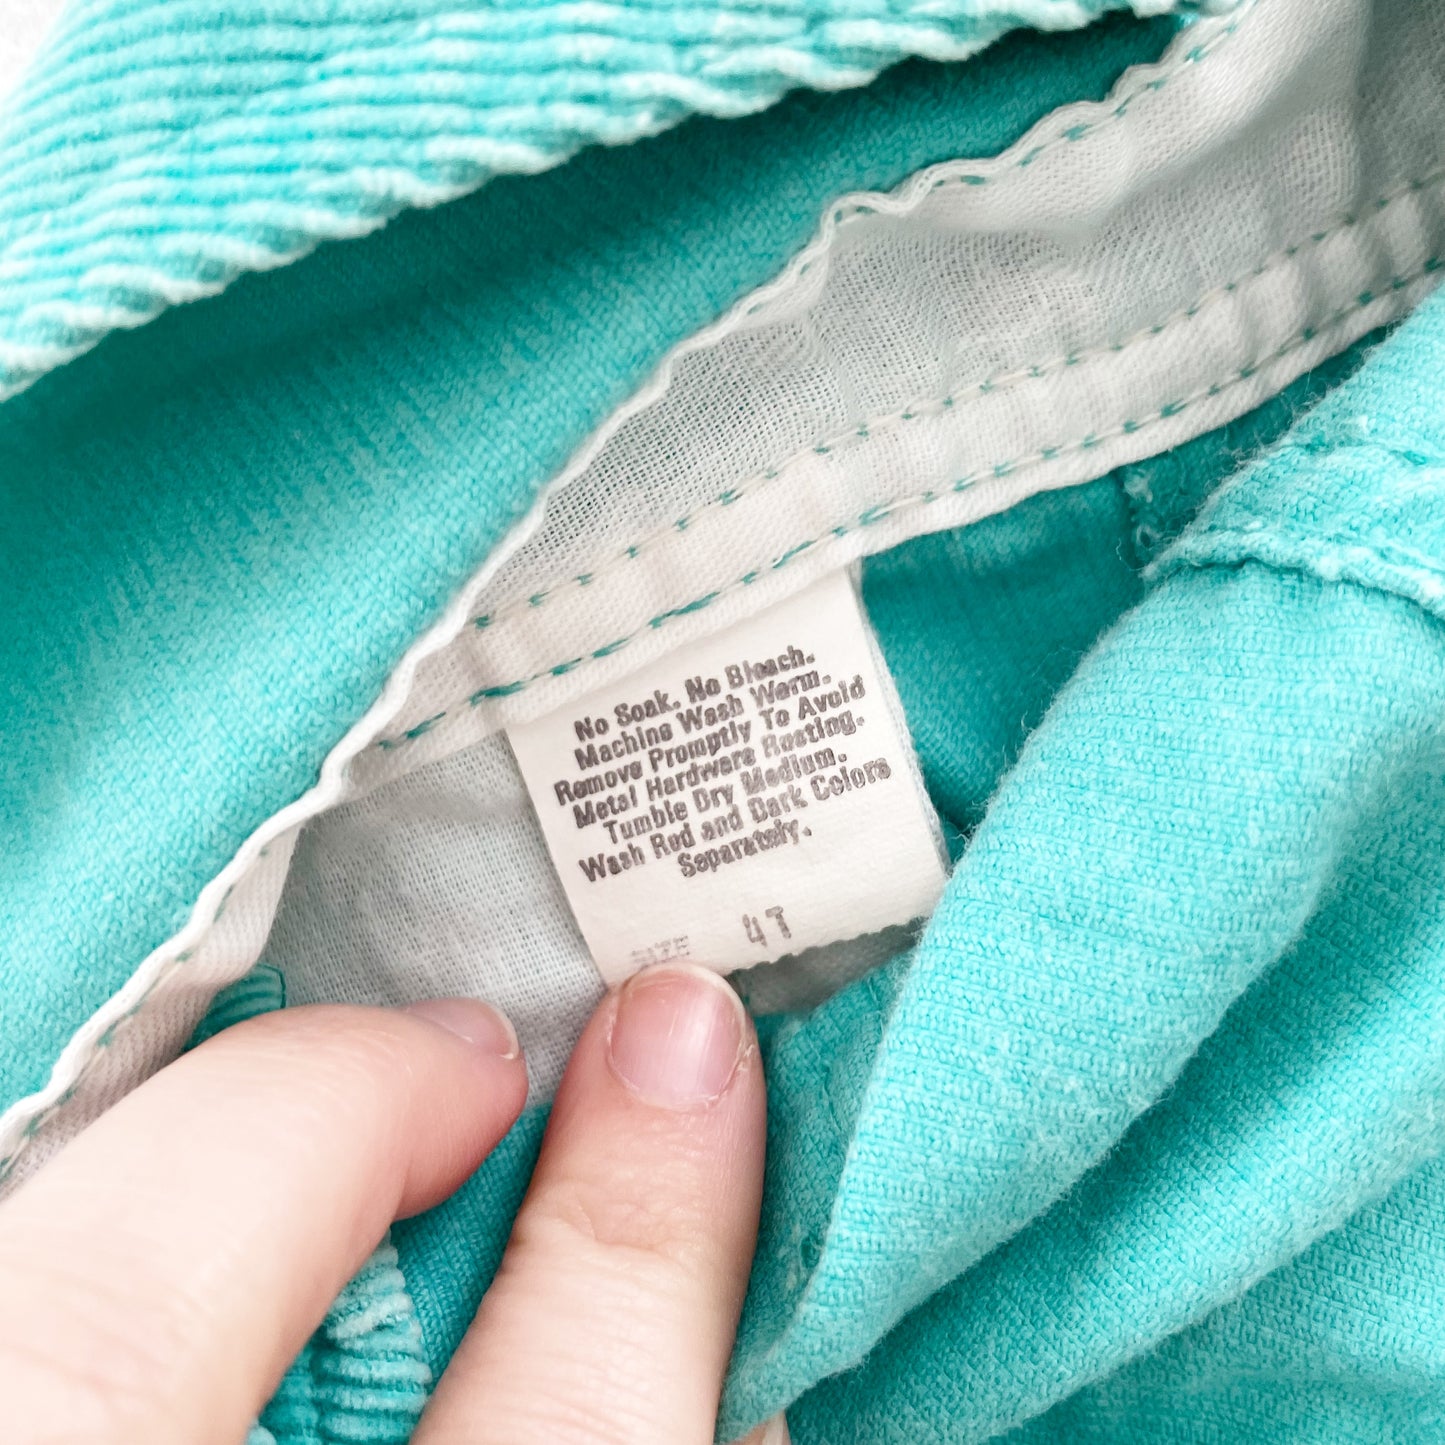 No Soak. No Bleach.
Machine Wash Warm.
Remove Promptly To Avoid
Metal Hardware Rusting.
Tumble Dry Medium.
Wash Red and Dark Colors
Separately.
SIZE 4T